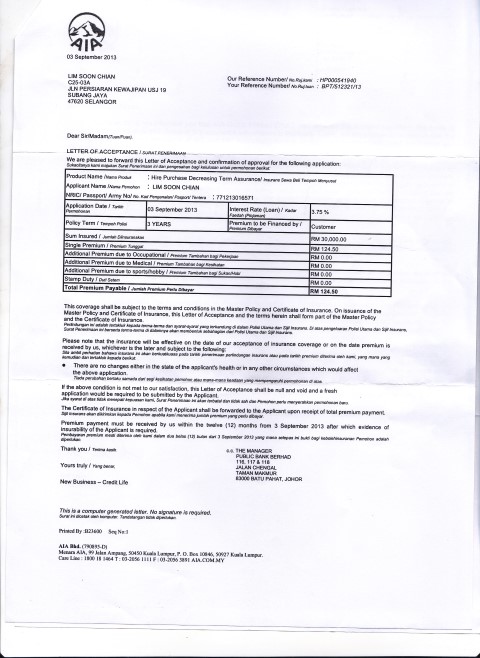 AIA
03 September 2013
LIM SOON CHIAN
C25-03A
JLN PERSIARAN KEWAJIPAN USJ 19
SUBANG JAYA
47620 SELANGOR
Our Reference Number/ No.Ruj.kami : HP000541940
Your Reference Number/ No.Ruj.tuan : BPT/512321/13
Dear Sir/Madam(Tuan/Puan),
LETTER OF ACCEPTANCE / SURAT PENERIMAAN
We are pleased to forward this Letter of Acceptance and confirmation of approval for the following application:
Sukacitanya kami majukan Surat Penerimaan ini dan pengesahan bagi kelulusan untuk permohonan berikut:
Product Name /Nama Produk : Hire Purchase Decreasing Term Assurance/ Insurans Sewa Beli Tempoh Menyusut
Applicant Name /Nama Pemohon : LIM SOON CHIAN
NRIC/ Passport/ Army No/ No. Kad Pengenalan/ Pasport/ Tentera : 771213016571
Application Date / Tarikh Permohonan 03 September 2013 Interest Rate (Loan) / Kadar Faedah (Pinjaman) 3.75 %
Policy Term / Tempoh Polisi 3 YEARS Premium to be Financed by / Premium Dibayar Customer
Sum Insured / Jumlah Diinsuranskan RM 30,000.00
Single Premium / Premium Tunggal RM 124.50
Additional Premium due to Occupational / Premium Tambahan bagi Pekerjaan RM 0.00
Additional Premium due to Medical / Premium Tambahan bagi Kesihatan RM 0.00
Additional Premium due to sports/hobby / Premium Tambahan bagi Sukan/Hobi RM 0.00
Stamp Duty / Duti Setem RM 0.00
Total Premium Payable / Jumlah Premium Perlu Dibayar RM 124.50
This coverage shall be subject to the terms and conditions in the Master Policy and Certificate of Insurance. On issuance of the
Master Policy and Certificate of Insurance, this Letter of Acceptance and the terms herein shall form part of the Master Policy
and the Certificate of Insurance.
Perlindungan ini adalah tertakluk kepada terma-terma dan syarat-syarat yang terkandung di dalam Polisi Utama dan Sijil Insurans. Di atas pengeluaran Polisi Utama dan Sijil Insurans,
Surat Penerimaan ini berserta terma-terma di dalamnya akan membentuk sebahagian dari Polisi Utama dan Sijil Insurans.
Please note that the insurance will be effective on the date of our acceptance of insurance coverage or on the date premium is
received by us, whichever is the later and subject to the following:
Sila ambil perhatian bahawa insurans ini akan berkuatkuasa pada tarikh penerimaan perlindungan insurans atau pada tarikh premium diterima oleh kami, yang mana yang
kemudian dan tertakluk kepada berikut:
• There are no changes either in the state of the applicant's health or in any other circumstances which would affect
the above application.
Tiada perubahan berlaku samada dari segi kesihatan pemohon atau mana-mana keadaan yang mempengaruhi permohonan di atas.
If the above condition is not met to our satisfaction, this Letter of Acceptance shall be null and void and a fresh
application would be required to be submitted by the Applicant.
Jika syarat di atas tidak menepati kepuasan kami, Surat Penerimaan ini akan terbatal dan tidak sah dan Pemohon perlu menyerahkan permohonan baru.
The Certificate of Insurance in respect of the Applicant shall be forwarded to the Applicant upon receipt of total premium payment.
Sijil Insurans akan dikirimkan kepada Pemohon apabila kami menerima jumlah premium yang perlu dibayar.
Premium payment must be received by us within the twelve (12) months from 3 September 2013 after which evidence of
insurability of the Applicant is required.
Pembayaran premium mesti diterima oleh kami dalam dua belas (12) bulan dari 3 September 2013 yang mana selepas ini bukti bagi kebolehinsuranan Pemohon adalah
diperlukan.
Thank you / Terima kasih
Yours truly / Yang benar,
New Business – Credit Life
c.c. THE MANAGER
PUBLIC BANK BERHAD
116, 117 & 118
JALAN CHENGAL
TAMAN MAKMUR
83000 BATU PAHAT, JOHOR
This is a computer generated letter. No signature is required.
Surat ini dicetak oleh komputer. Tandatangan tidak diperlukan.
Printed By :B23600 Seq No:1
AIA Bhd. (790895-D)
Menara AIA, 99 Jalan Ampang, 50450 Kuala Lumpur, P. O. Box 10846, 50927 Kuala Lumpur.
Care Line : 1800 18 1464 T : 03-2056 1111 F : 03-2056 3891 AIA.COM.MY